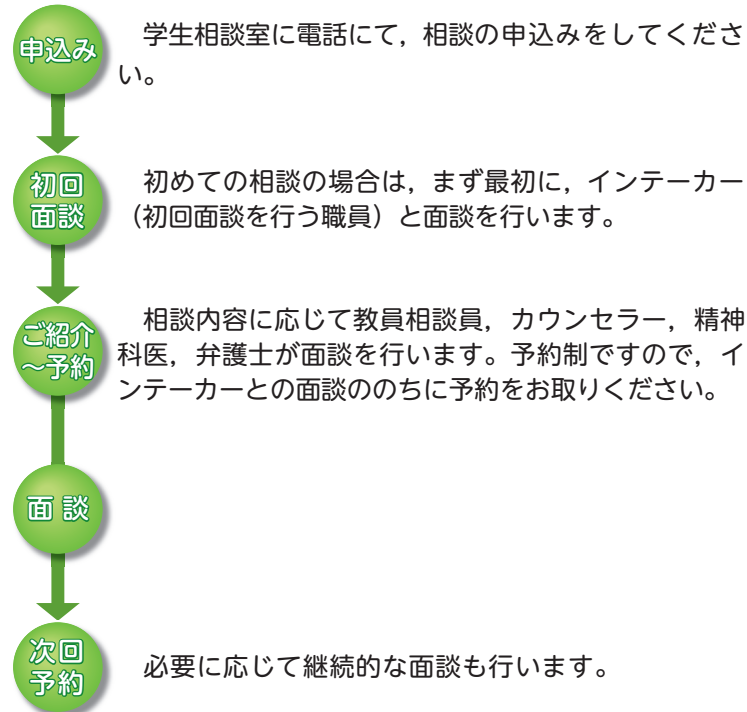 申込み
学生相談室に電話にて，相談の申込みをしてくださ
い。
初回
面談
初めての相談の場合は，まず最初に，インテーカー
（初回面談を行う職員）と面談を行います。
ご紹介
～予約
相談内容に応じて教員相談員，カウンセラー，精神
科医，弁護士が面談を行います。予約制ですので，イ
ンテーカーとの面談ののちに予約をお取りください。
面 談
次回
予約
必要に応じて継続的な面談も行います。